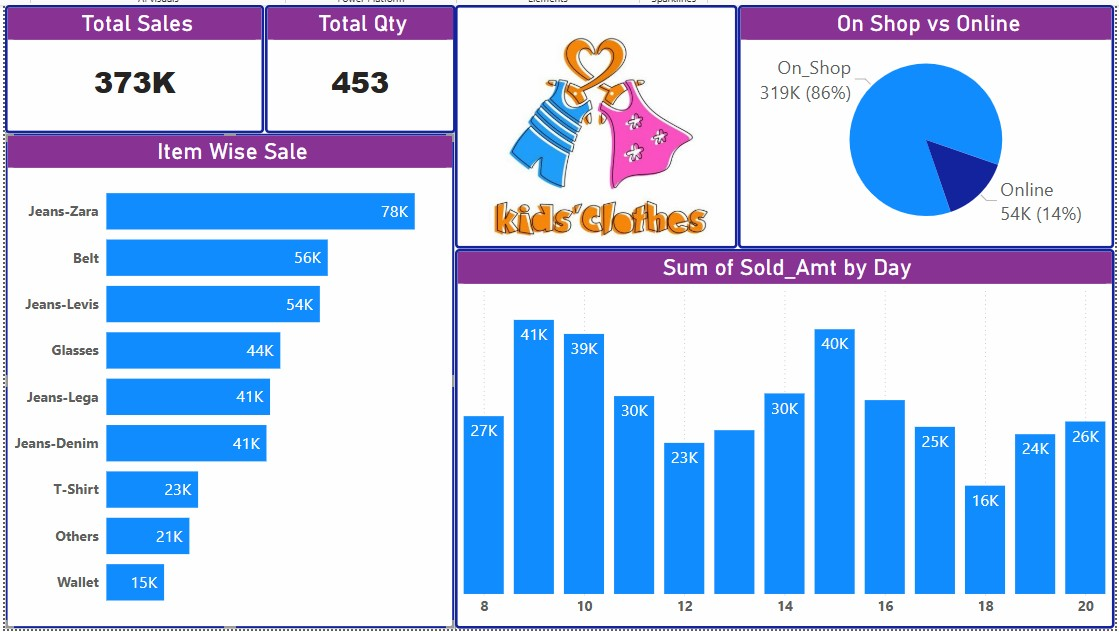 Total Sales
373K
Total Qty
453
kids' Clothes
On Shop vs Online
On_Shop
319K (86%)
Online
54K (14%)
Item Wise Sale
Jeans-Zara 78K
Belt 56K
Jeans-Levis 54K
Glasses 44K
Jeans-Lega 41K
Jeans-Denim 41K
T-Shirt 23K
Others 21K
Wallet 15K
Sum of Sold_Amt by Day
27K 41K 39K 30K 23K 30K 40K 25K 16K 24K 26K
8 10 12 14 16 18 20